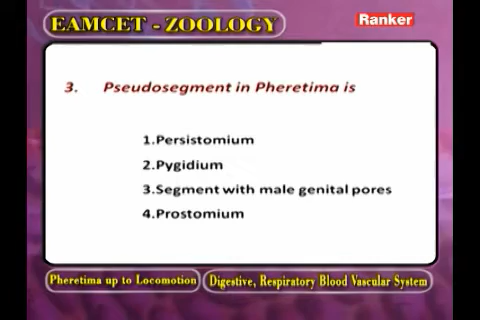 EAMCET - ZOOLOGY
Ranker
3. Pseudosegment in Pheretima is
1.Persistomium
2.Pygidium
3.Segment with male genital pores
4.Prostomium
Pheretima up to Locomotion
Digestive, Respiratory Blood Vascular System